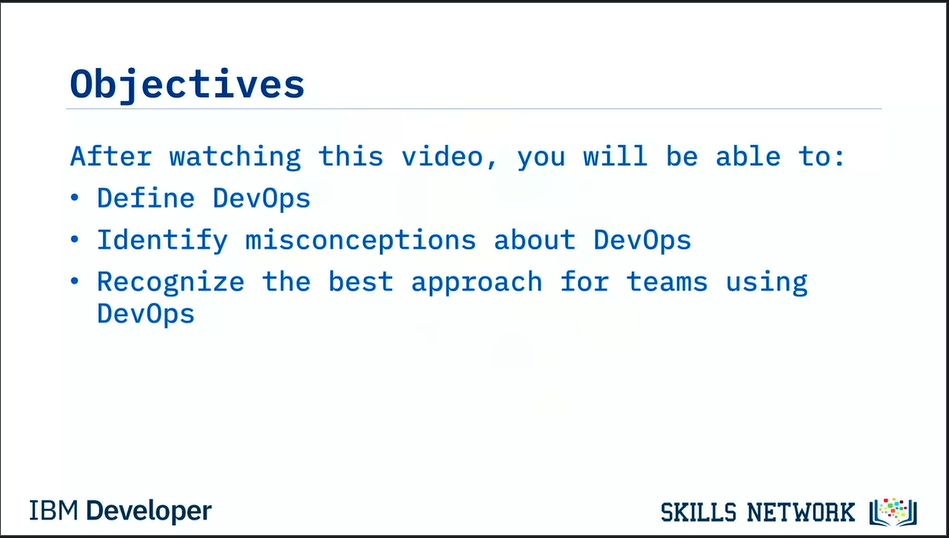 Objectives
After watching this video, you will be able to:
• Define DevOps
• Identify misconceptions about DevOps
• Recognize the best approach for teams using
DevOps
IBM Developer
SKILLS NETWORK